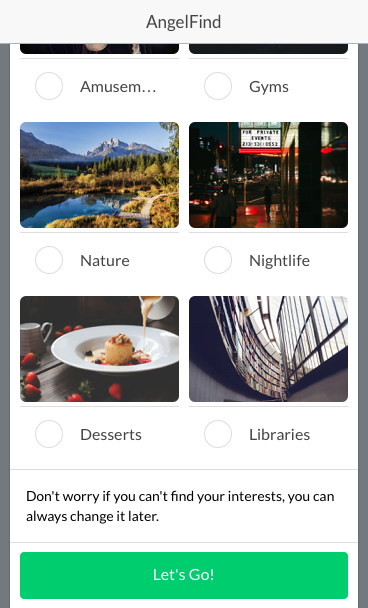 AngelFind
Amusem...
Gyms
FOR PRIVATE
EVENTS
Nature
Nightlife
Desserts
Libraries
Don't worry if you can't find your interests, you can
always change it later.
Let's Go!